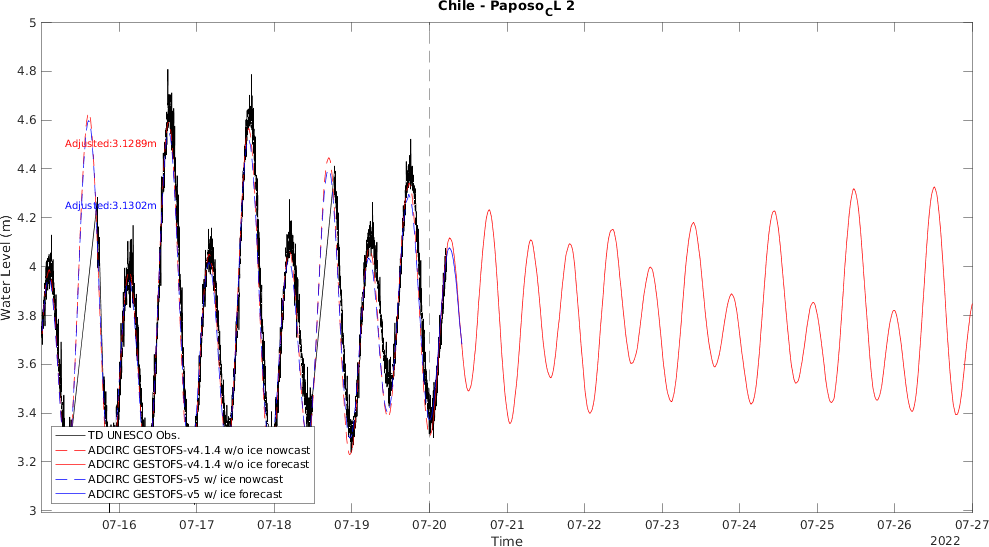 Chile - Paposo_CL 2
5
4.8
4.6
4.4
4.2
4
3.8
3.6
3.4
3.2
3
Water Level (m)
Adjusted:3.1289m
Adjusted:3.1302m
TD UNESCO Obs.
ADCIRC GESTOFS-v4.1.4 w/o ice nowcast
ADCIRC GESTOFS-v4.1.4 w/o ice forecast
ADCIRC GESTOFS-v5 w/ ice nowcast
ADCIRC GESTOFS-v5 w/ ice forecast
07-16 07-17 07-18 07-19 07-20 07-21 07-22 07-23 07-24 07-25 07-26 07-27
Time
2022